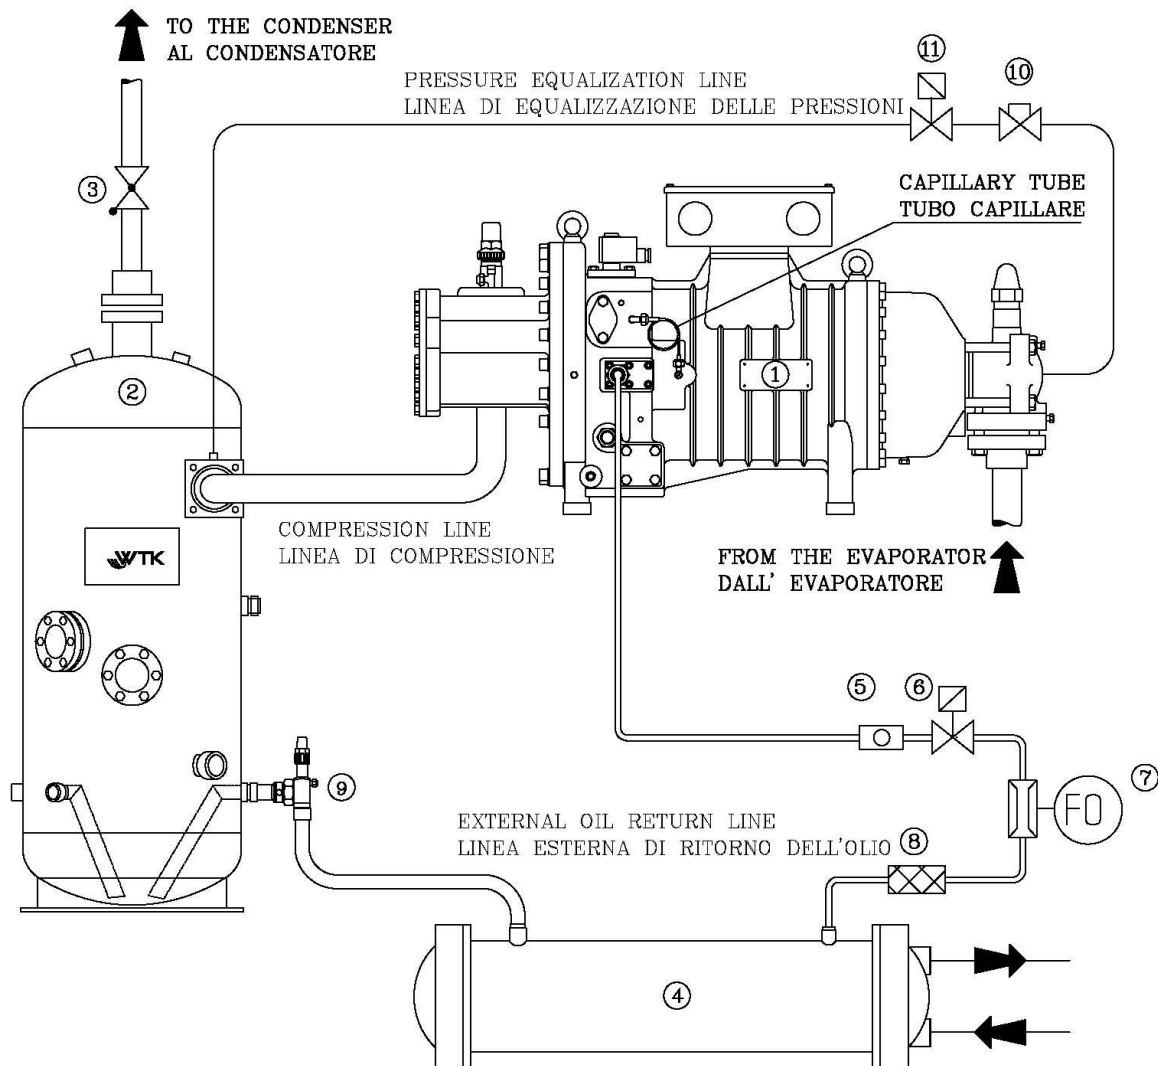 TO THE CONDENSER
AL CONDENSATORE
11
10
PRESSURE EQUALIZATION LINE
LINEA DI EQUALIZZAZIONE DELLE PRESSIONI
3
CAPILLARY TUBE
TUBO CAPILLARE
2
1
COMPRESSION LINE
LINEA DI COMPRESSIONE
WTK
FROM THE EVAPORATOR
DALL' EVAPORATORE
5
6
7
9
FO
EXTERNAL OIL RETURN LINE
LINEA ESTERNA DI RITORNO DELL'OLIO
8
4